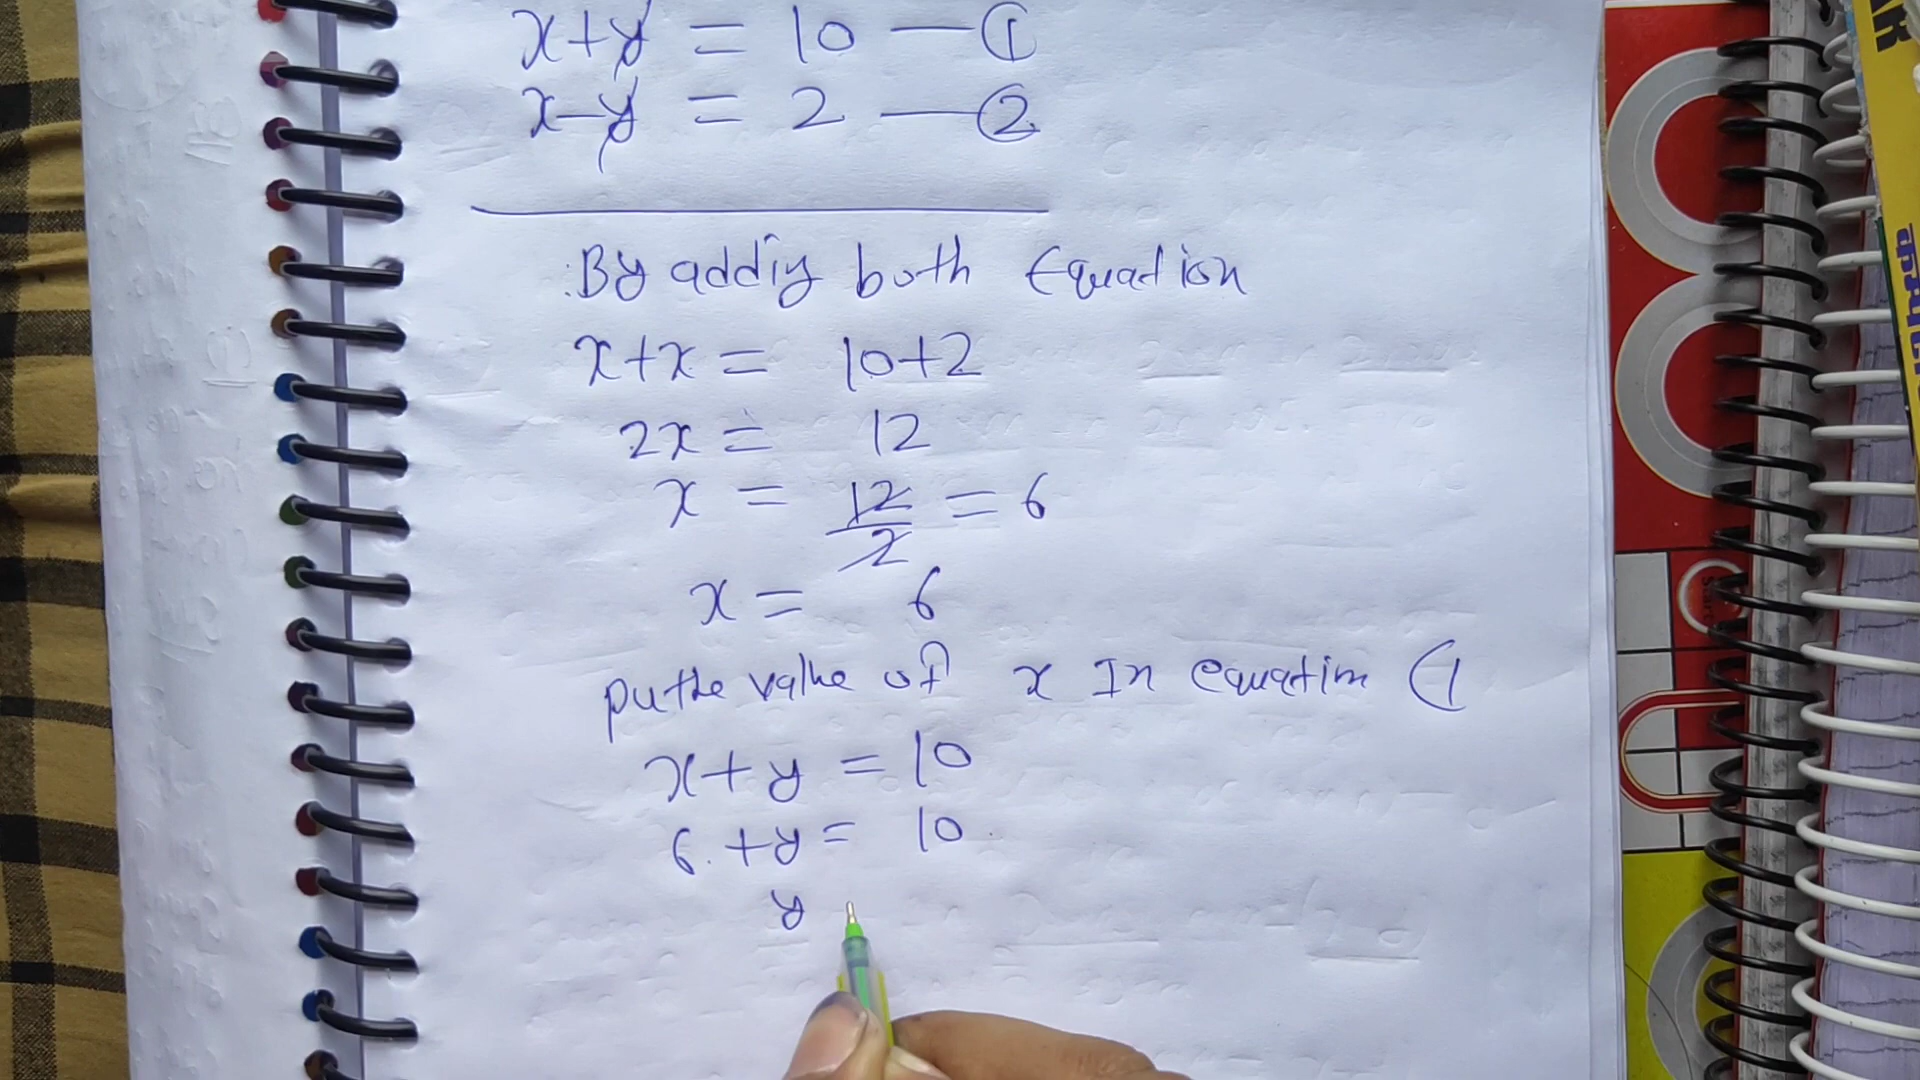 x+y = 10 — ①
x-y = 2 — ②
By addiy both Equation
x+x = 10+2
2x = 12
x = 12/2 = 6
x = 6
put the value of x In equation ①
x+y = 10
6+y = 10
y